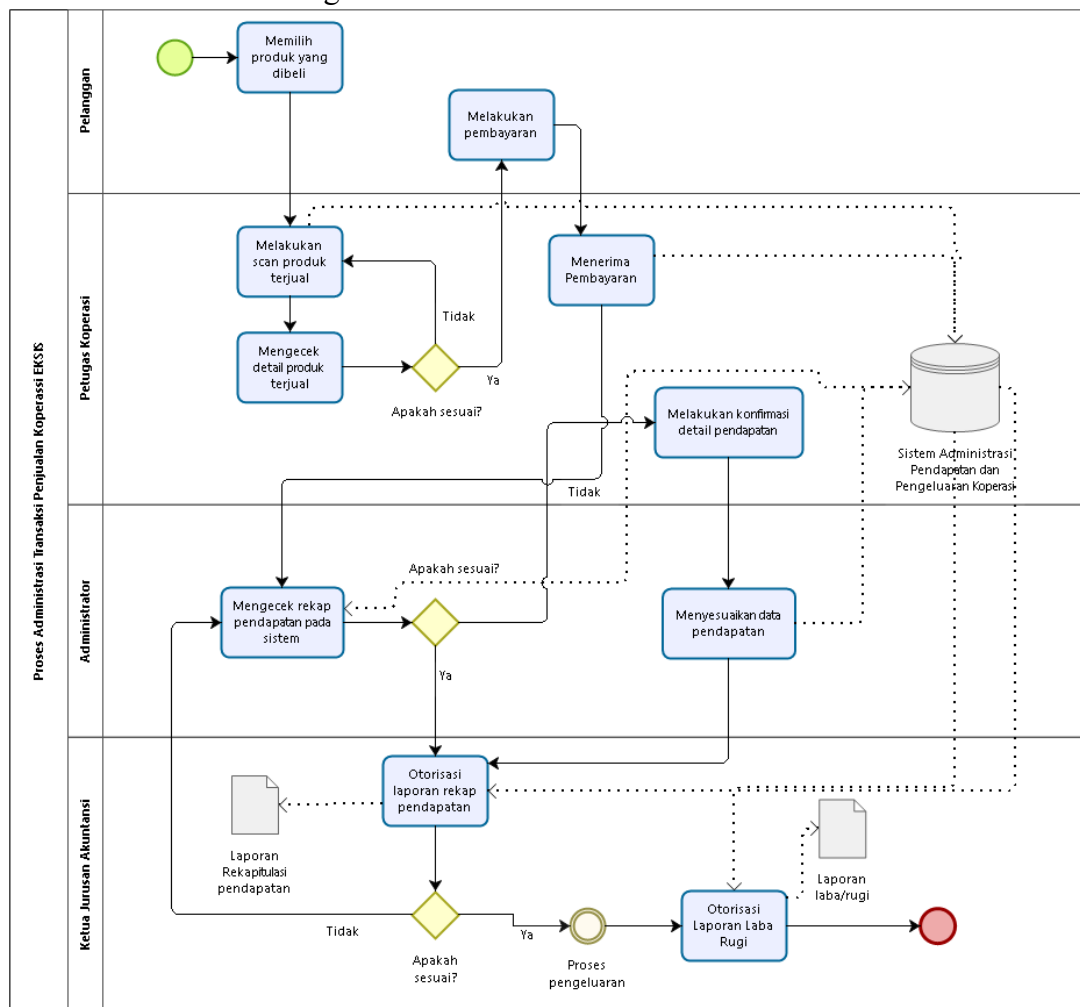 Proses Administrasi Transaksi Penjualan Koperassi EKSIS
Pelanggan
Memilih
produk yang
dibeli
Melakukan
pembayaran
Petugas Koperasi
Melakukan
scan produk
terjual
Menerima
Pembayaran
Tidak
Mengecek
detail produk
terjual
Ya
Apakah sesuai?
Melakukan konfirmasi
detail pendapatan
Sistem Administrasi
Pendapatan dan
Pengeluaran Koperasi
Tidak
Administrator
Apakah sesuai?
Mengecek rekap
pendapatan pada
sistem
Menyesuaikan data
pendapatan
Ya
Ketua Jurusan Akuntansi
Otorisasi
laporan rekap
pendapatan
Laporan
Rekapitulasi
pendapatan
Laporan
laba/rugi
Otorisasi
Laporan Laba
Rugi
Tidak
Ya
Apakah
sesuai?
Proses
pengeluaran